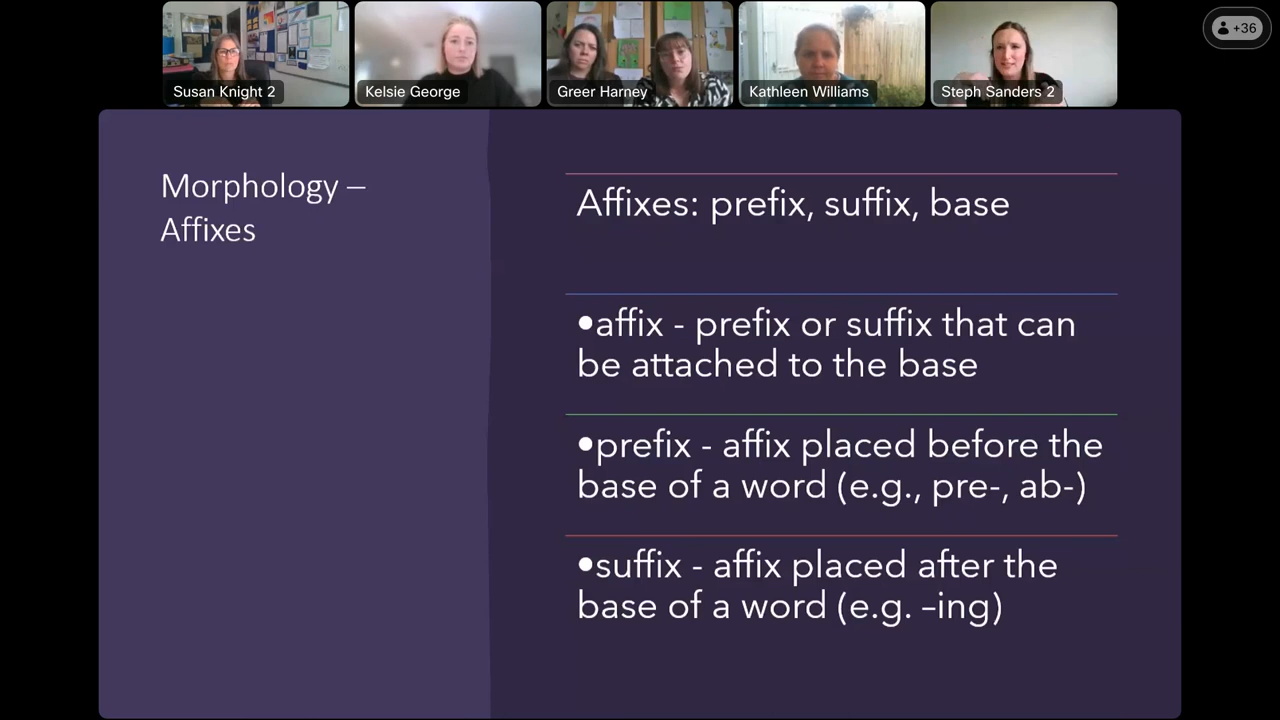 Susan Knight 2
Kelsie George
Greer Harney
Kathleen Williams
Steph Sanders 2
+36
Morphology –
Affixes
Affixes: prefix, suffix, base
•affix - prefix or suffix that can
be attached to the base
•prefix - affix placed before the
base of a word (e.g., pre-, ab-)
•suffix - affix placed after the
base of a word (e.g. –ing)